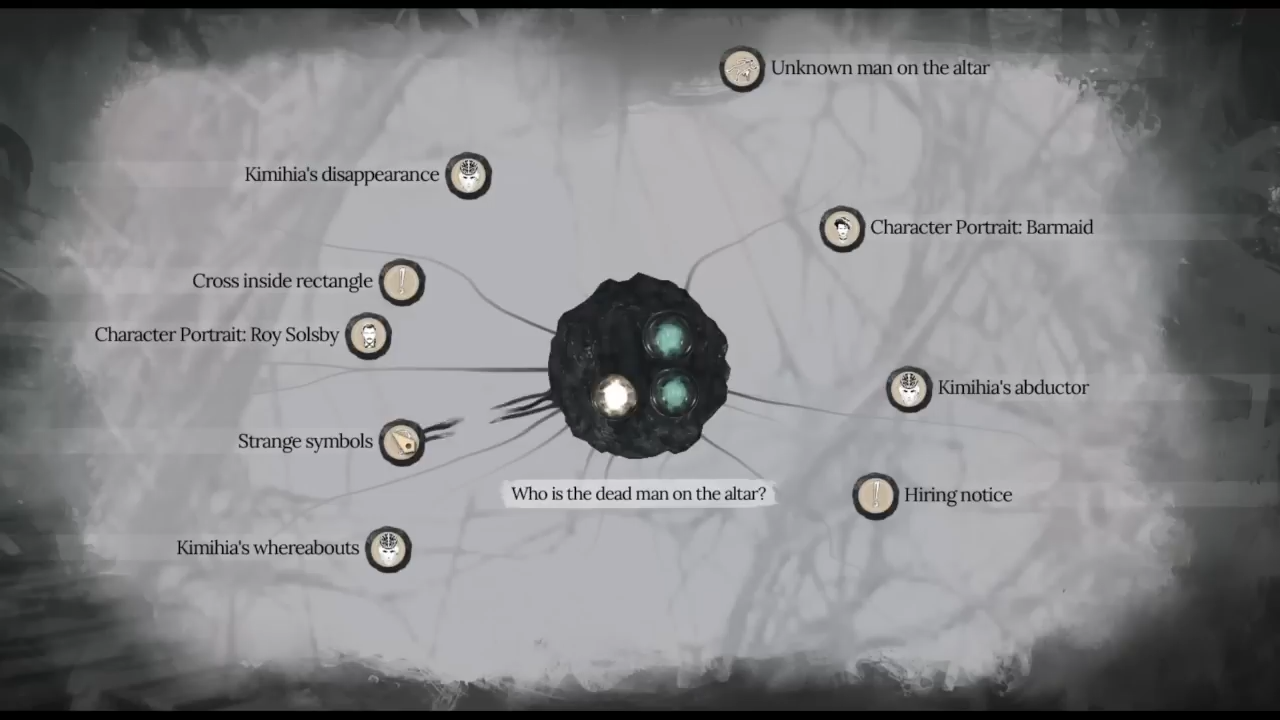 Unknown man on the altar
Kimihia's disappearance
Character Portrait: Barmaid
Cross inside rectangle
Character Portrait: Roy Solsby
Kimihia's abductor
Strange symbols
Who is the dead man on the altar?
Hiring notice
Kimihia's whereabouts